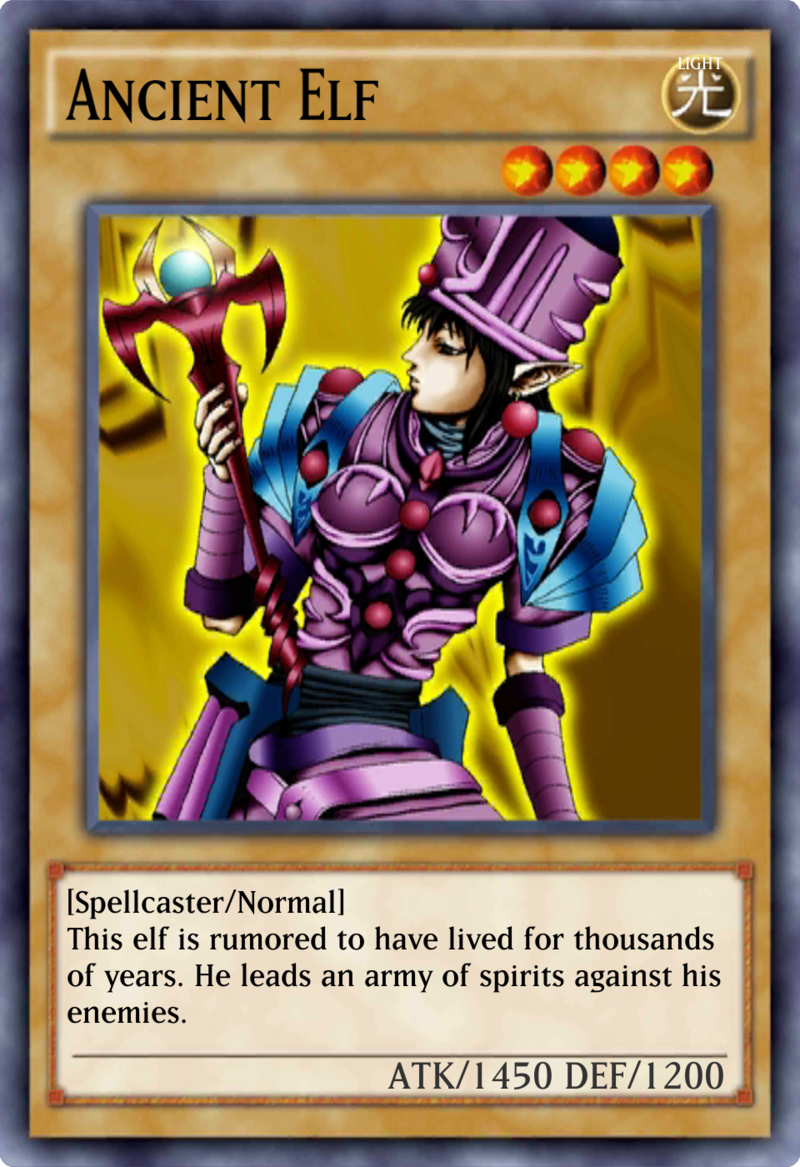 Ancient Elf
LIGHT
光
[Spellcaster/Normal]
This elf is rumored to have lived for thousands
of years. He leads an army of spirits against his
enemies.
ATK/1450 DEF/1200